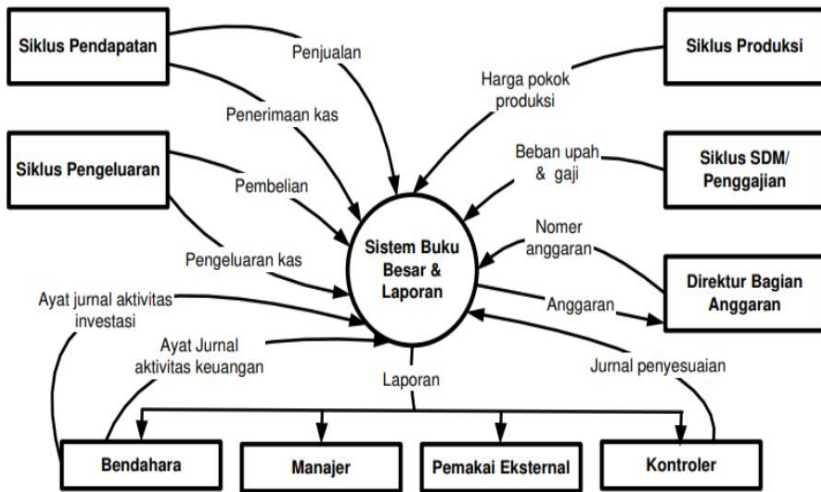 Siklus Pendapatan
Penjualan
Siklus Produksi
Harga pokok
produksi
Penerimaan kas
Siklus Pengeluaran
Pembelian
Beban upah
& gaji
Siklus SDM/
Penggajian
Sistem Buku
Besar &
Laporan
Nomer
anggaran
Pengeluaran kas
Direktur Bagian
Anggaran
Anggaran
Ayat jurnal aktivitas
investasi
Ayat Jurnal
aktivitas keuangan
Laporan
Jurnal penyesuaian
Bendahara
Manajer
Pemakai Eksternal
Kontroler